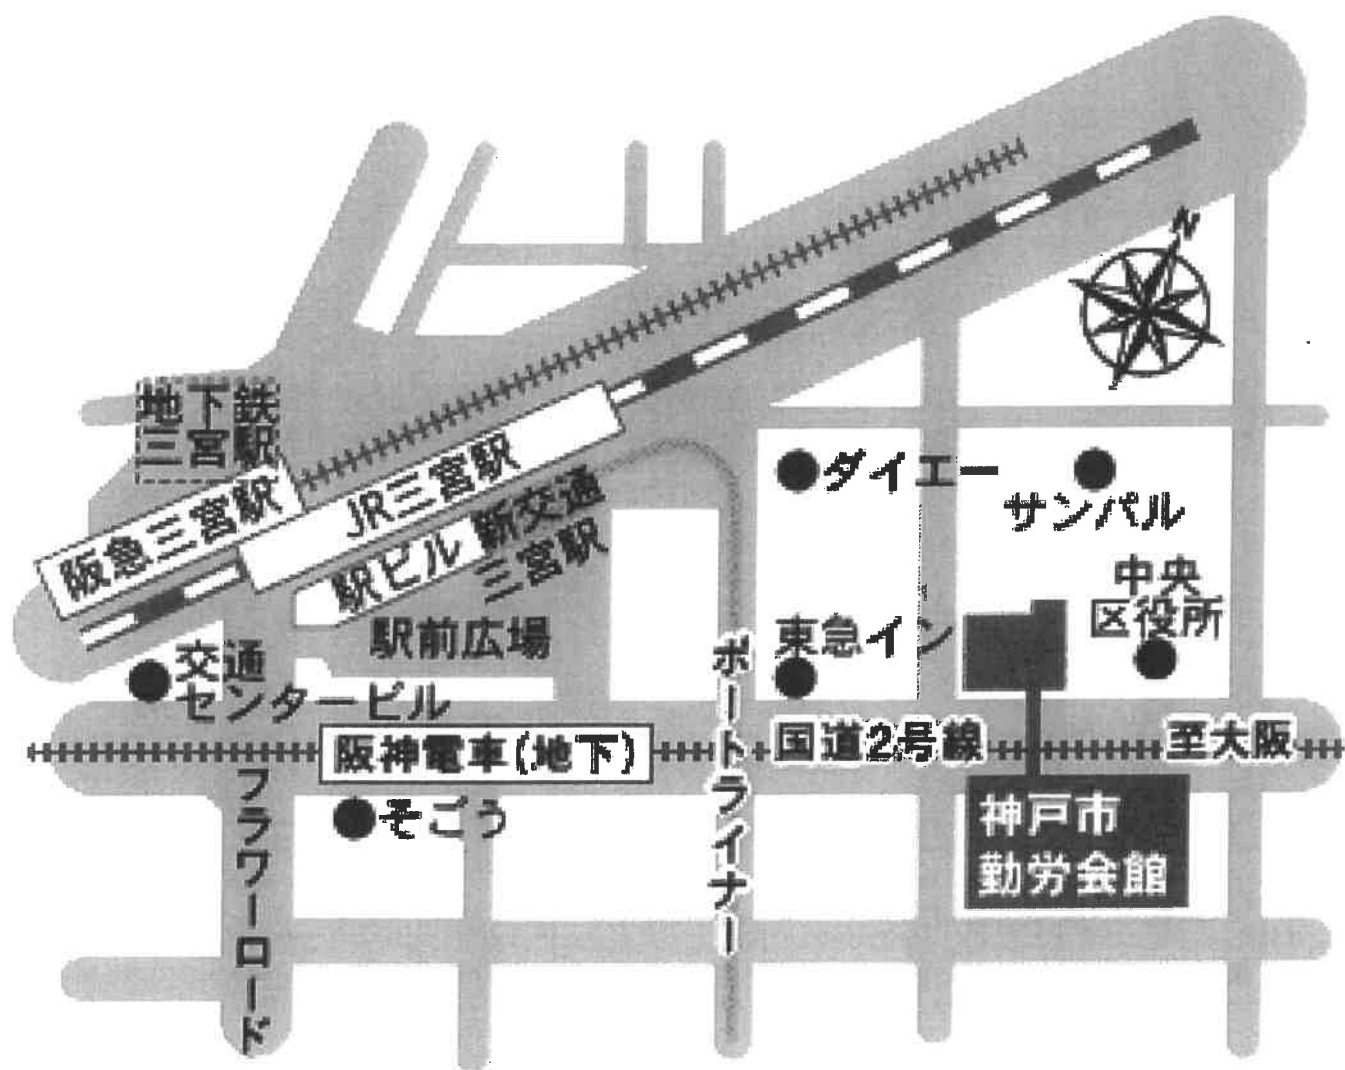 N
地下鉄
三宮駅
阪急三宮駅
JR三宮駅
駅ビル
新交通
三宮駅
駅前広場
ダイエー
サンパル
中央
区役所
東急イン
交通
センタービル
阪神電車(地下)
ポートライナー
国道2号線
至大阪
そごう
フラワーロード
神戸市
勤労会館